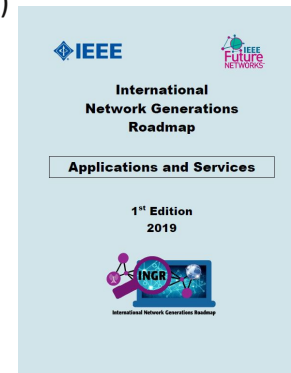 )
IEEE
IEEE
Future
NETWORKS
International
Network Generations
Roadmap
Applications and Services
1st Edition
2019
INGR
International Network Generations Roadmap